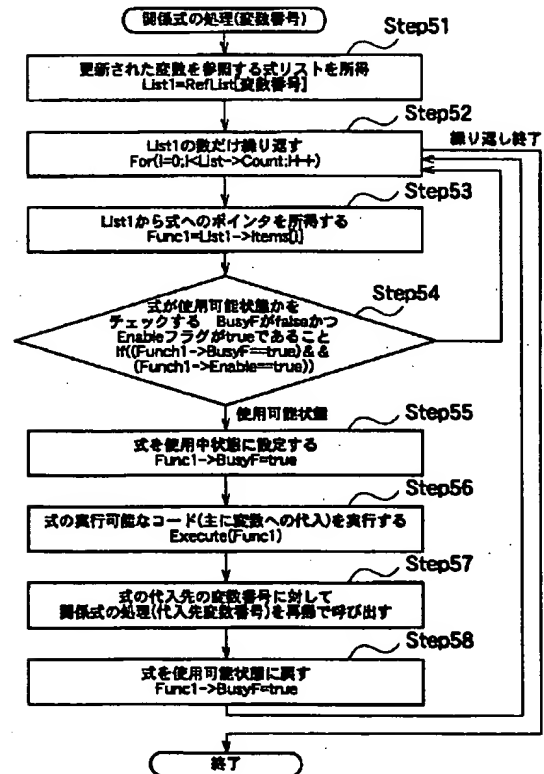 関係式の処理(変数番号)
Step51
更新された変数を参照する式リストを所得
List1=RefList[変数番号]
Step52
繰り返し終了
List1の数だけ繰り返す
For(i=0;i<List->Count;i++)
Step53
List1から式へのポインタを所得する
Func1=List1->Items[i]
Step54
式が使用可能状態かを
チェックする BusyFがfalseかつ
Enableフラグがtrueであること
If((Funch1->BusyF==true)&&
(Funch1->Enable==true))
使用可能状態
Step55
式を使用中状態に設定する
Func1->BusyF=true
Step56
式の実行可能なコード(主に変数への代入)を実行する
Execute(Func1)
Step57
式の代入先の変数番号に対して
関係式の処理(代入先変数番号)を再帰で呼び出す
Step58
式を使用可能状態に戻す
Func1->BusyF=true
終了